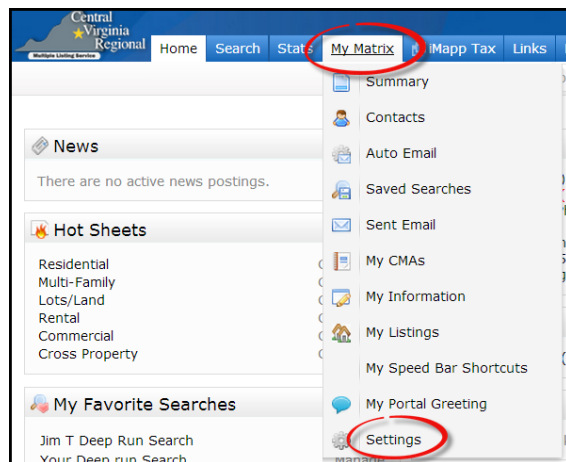 Central
Virginia
Regional
Multiple Listing Service
Home Search Stats My Matrix iMapp Tax Links
Summary
Contacts
Auto Email
Saved Searches
Sent Email
My CMAs
My Information
My Listings
My Speed Bar Shortcuts
My Portal Greeting
Settings
News
There are no active news postings.
Hot Sheets
Residential
Multi-Family
Lots/Land
Rental
Commercial
Cross Property
My Favorite Searches
Jim T Deep Run Search
Your Deep run Search
Manage